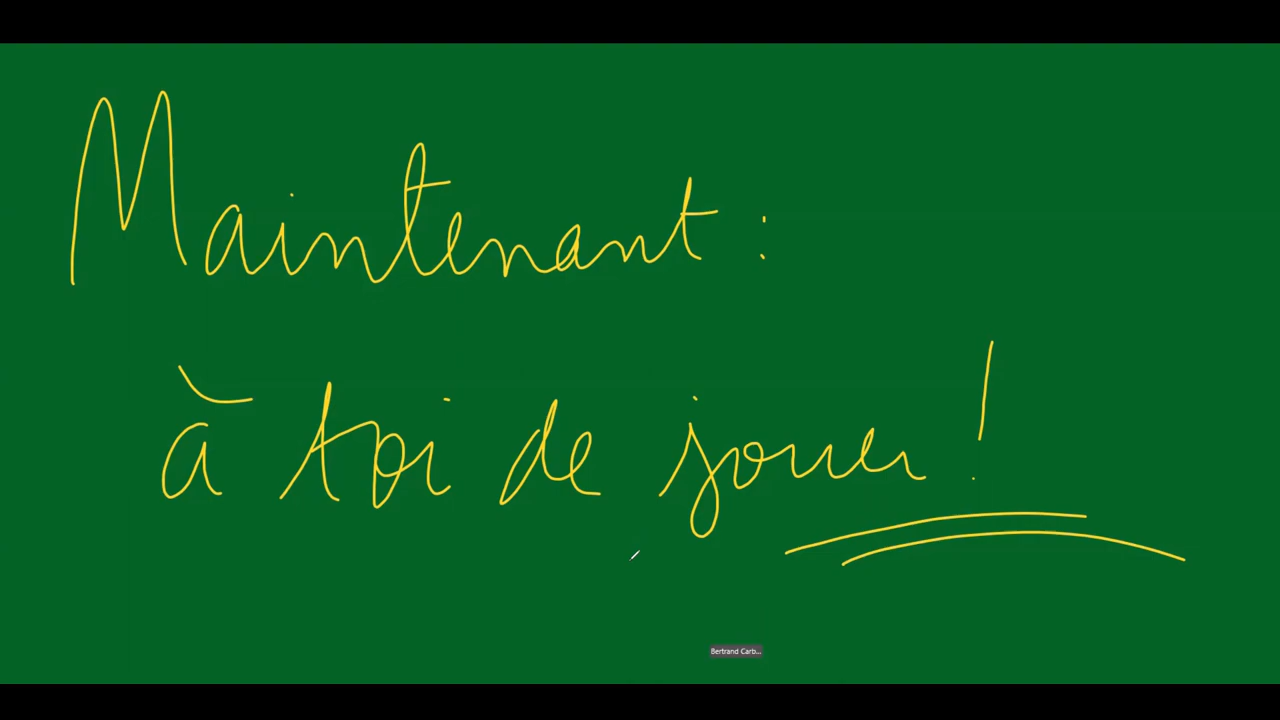 Maintenant :
à toi de jouer !
Bertrand Carb...